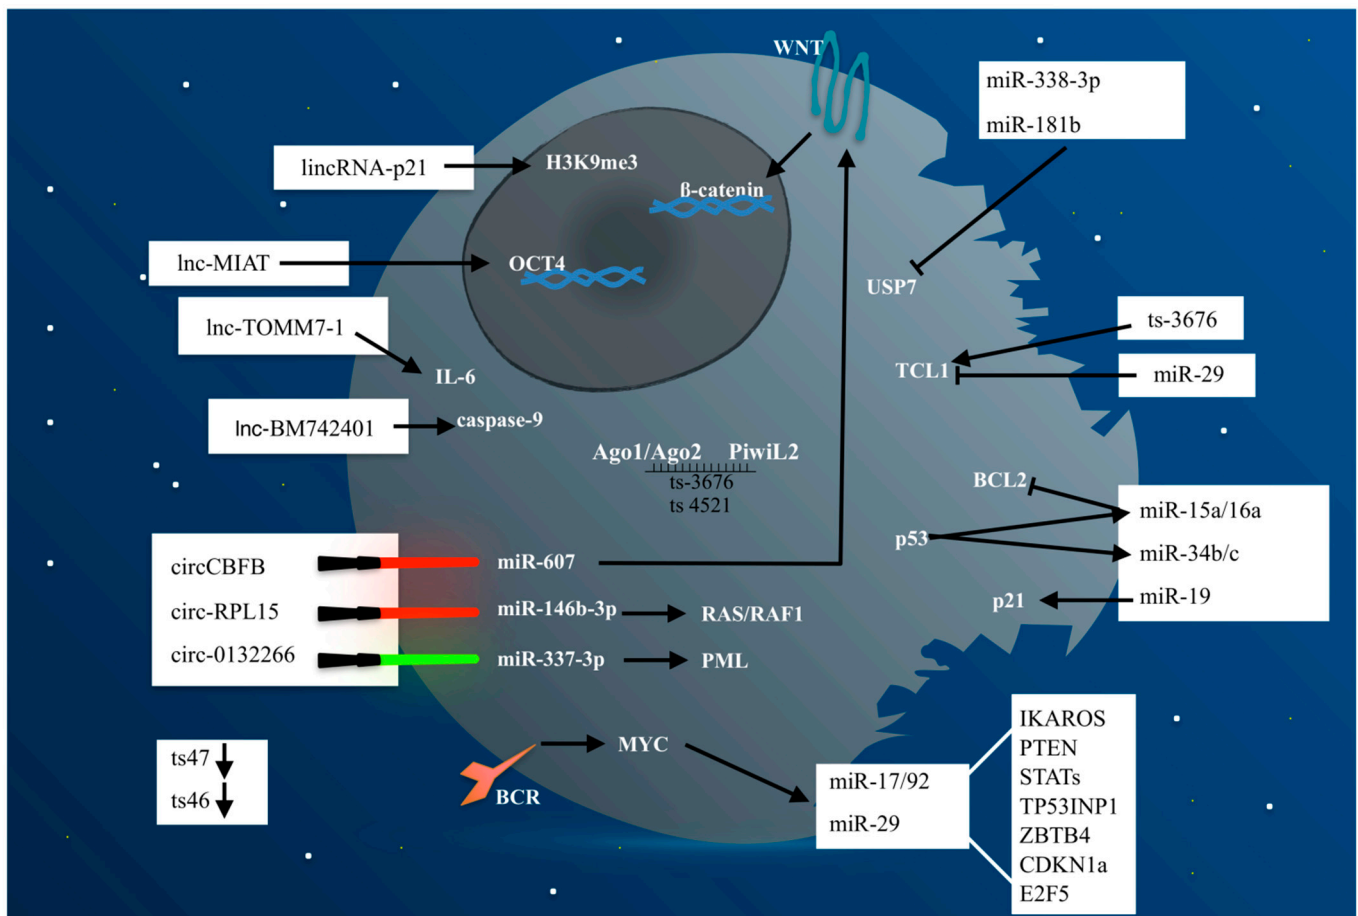 WNT
miR-338-3p
miR-181b
lincRNA-p21
H3K9me3
ß-catenin
lnc-MIAT
OCT4
USP7
lnc-TOMM7-1
ts-3676
IL-6
TCL1
miR-29
lnc-BM742401
caspase-9
Ago1/Ago2 PiwiL2
ts-3676
ts 4521
BCL2
miR-15a/16a
p53
miR-34b/c
p21
miR-19
circCBFB
miR-607
circ-RPL15
miR-146b-3p
RAS/RAF1
circ-0132266
miR-337-3p
PML
ts47
ts46
BCR
MYC
miR-17/92
miR-29
IKAROS
PTEN
STATs
TP53INP1
ZBTB4
CDKN1a
E2F5